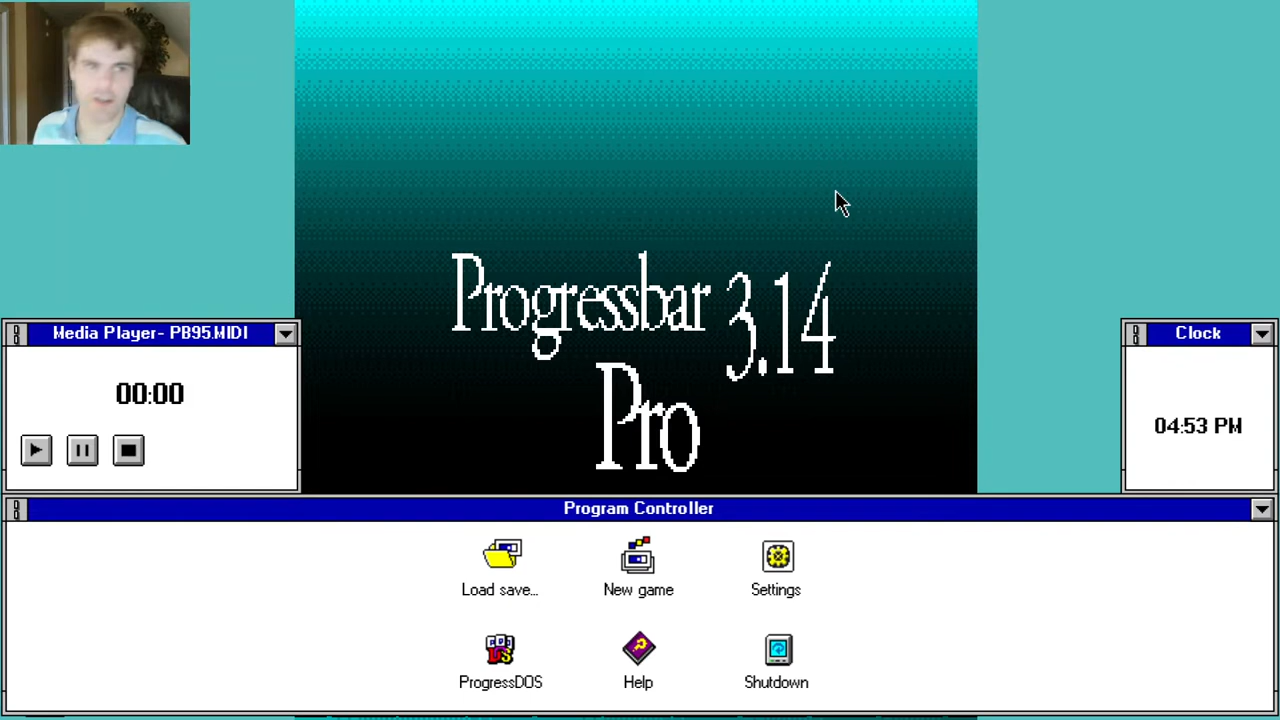 Progressbar 3.14
Pro
Media Player- PB95.MIDI
00:00
Clock
04:53 PM
Program Controller
Load save...
New game
Settings
ProgressDOS
Help
Shutdown